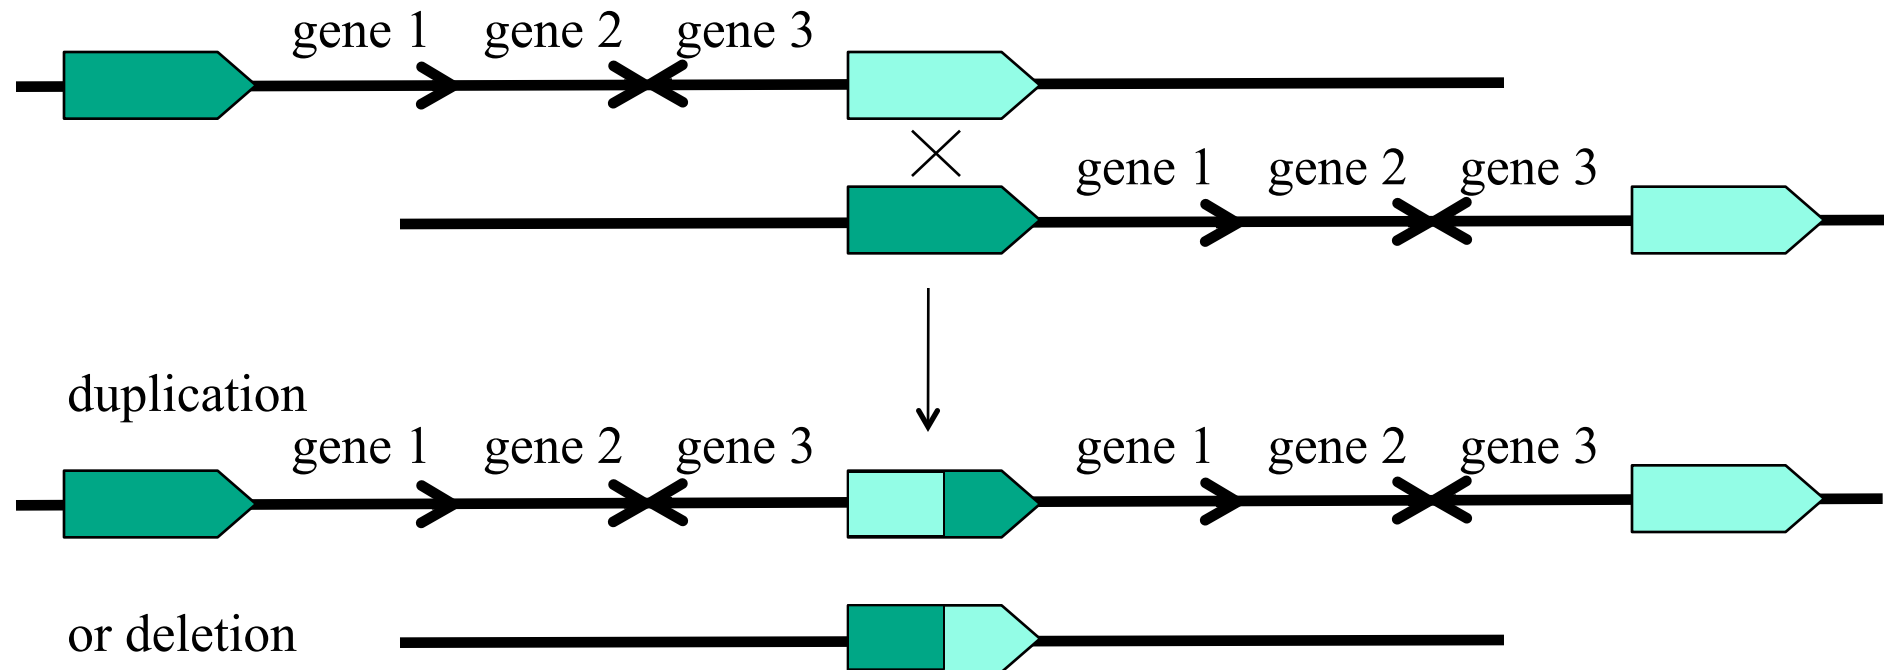 gene 1 gene 2 gene 3
gene 1 gene 2 gene 3
duplication
gene 1 gene 2 gene 3 gene 1 gene 2 gene 3
or deletion